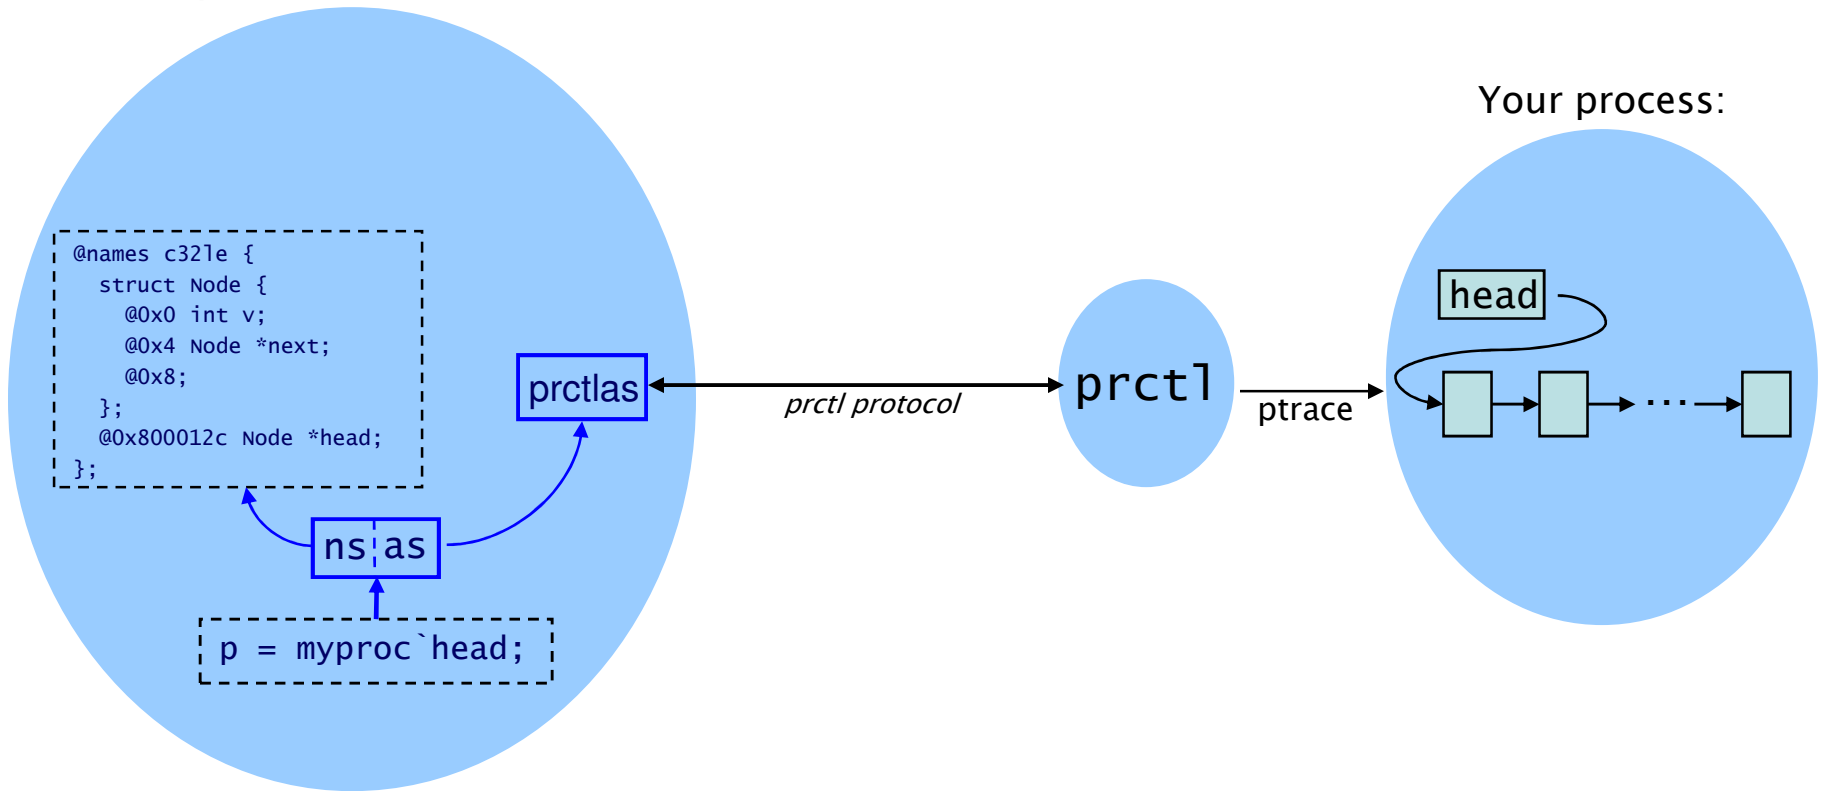 Your process:
@names c32le {
struct Node {
@0x0 int v;
@0x4 Node *next;
@0x8;
};
@0x800012c Node *head;
};
prctlas
prctl protocol
prctl
ptrace
head
...
ns as
p = myproc`head;